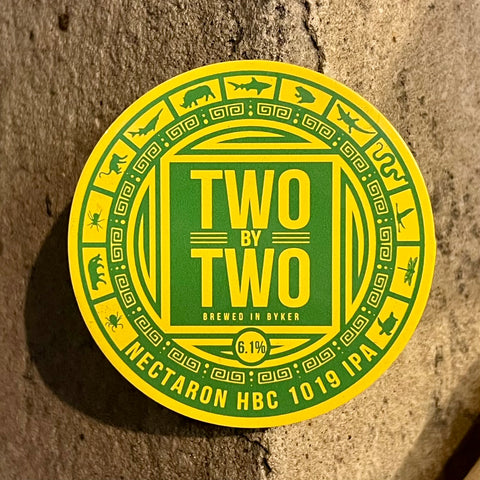 TWO
BY
TWO
BREWED IN BYKER
6.1%
NECTARON HBC 1019 IPA